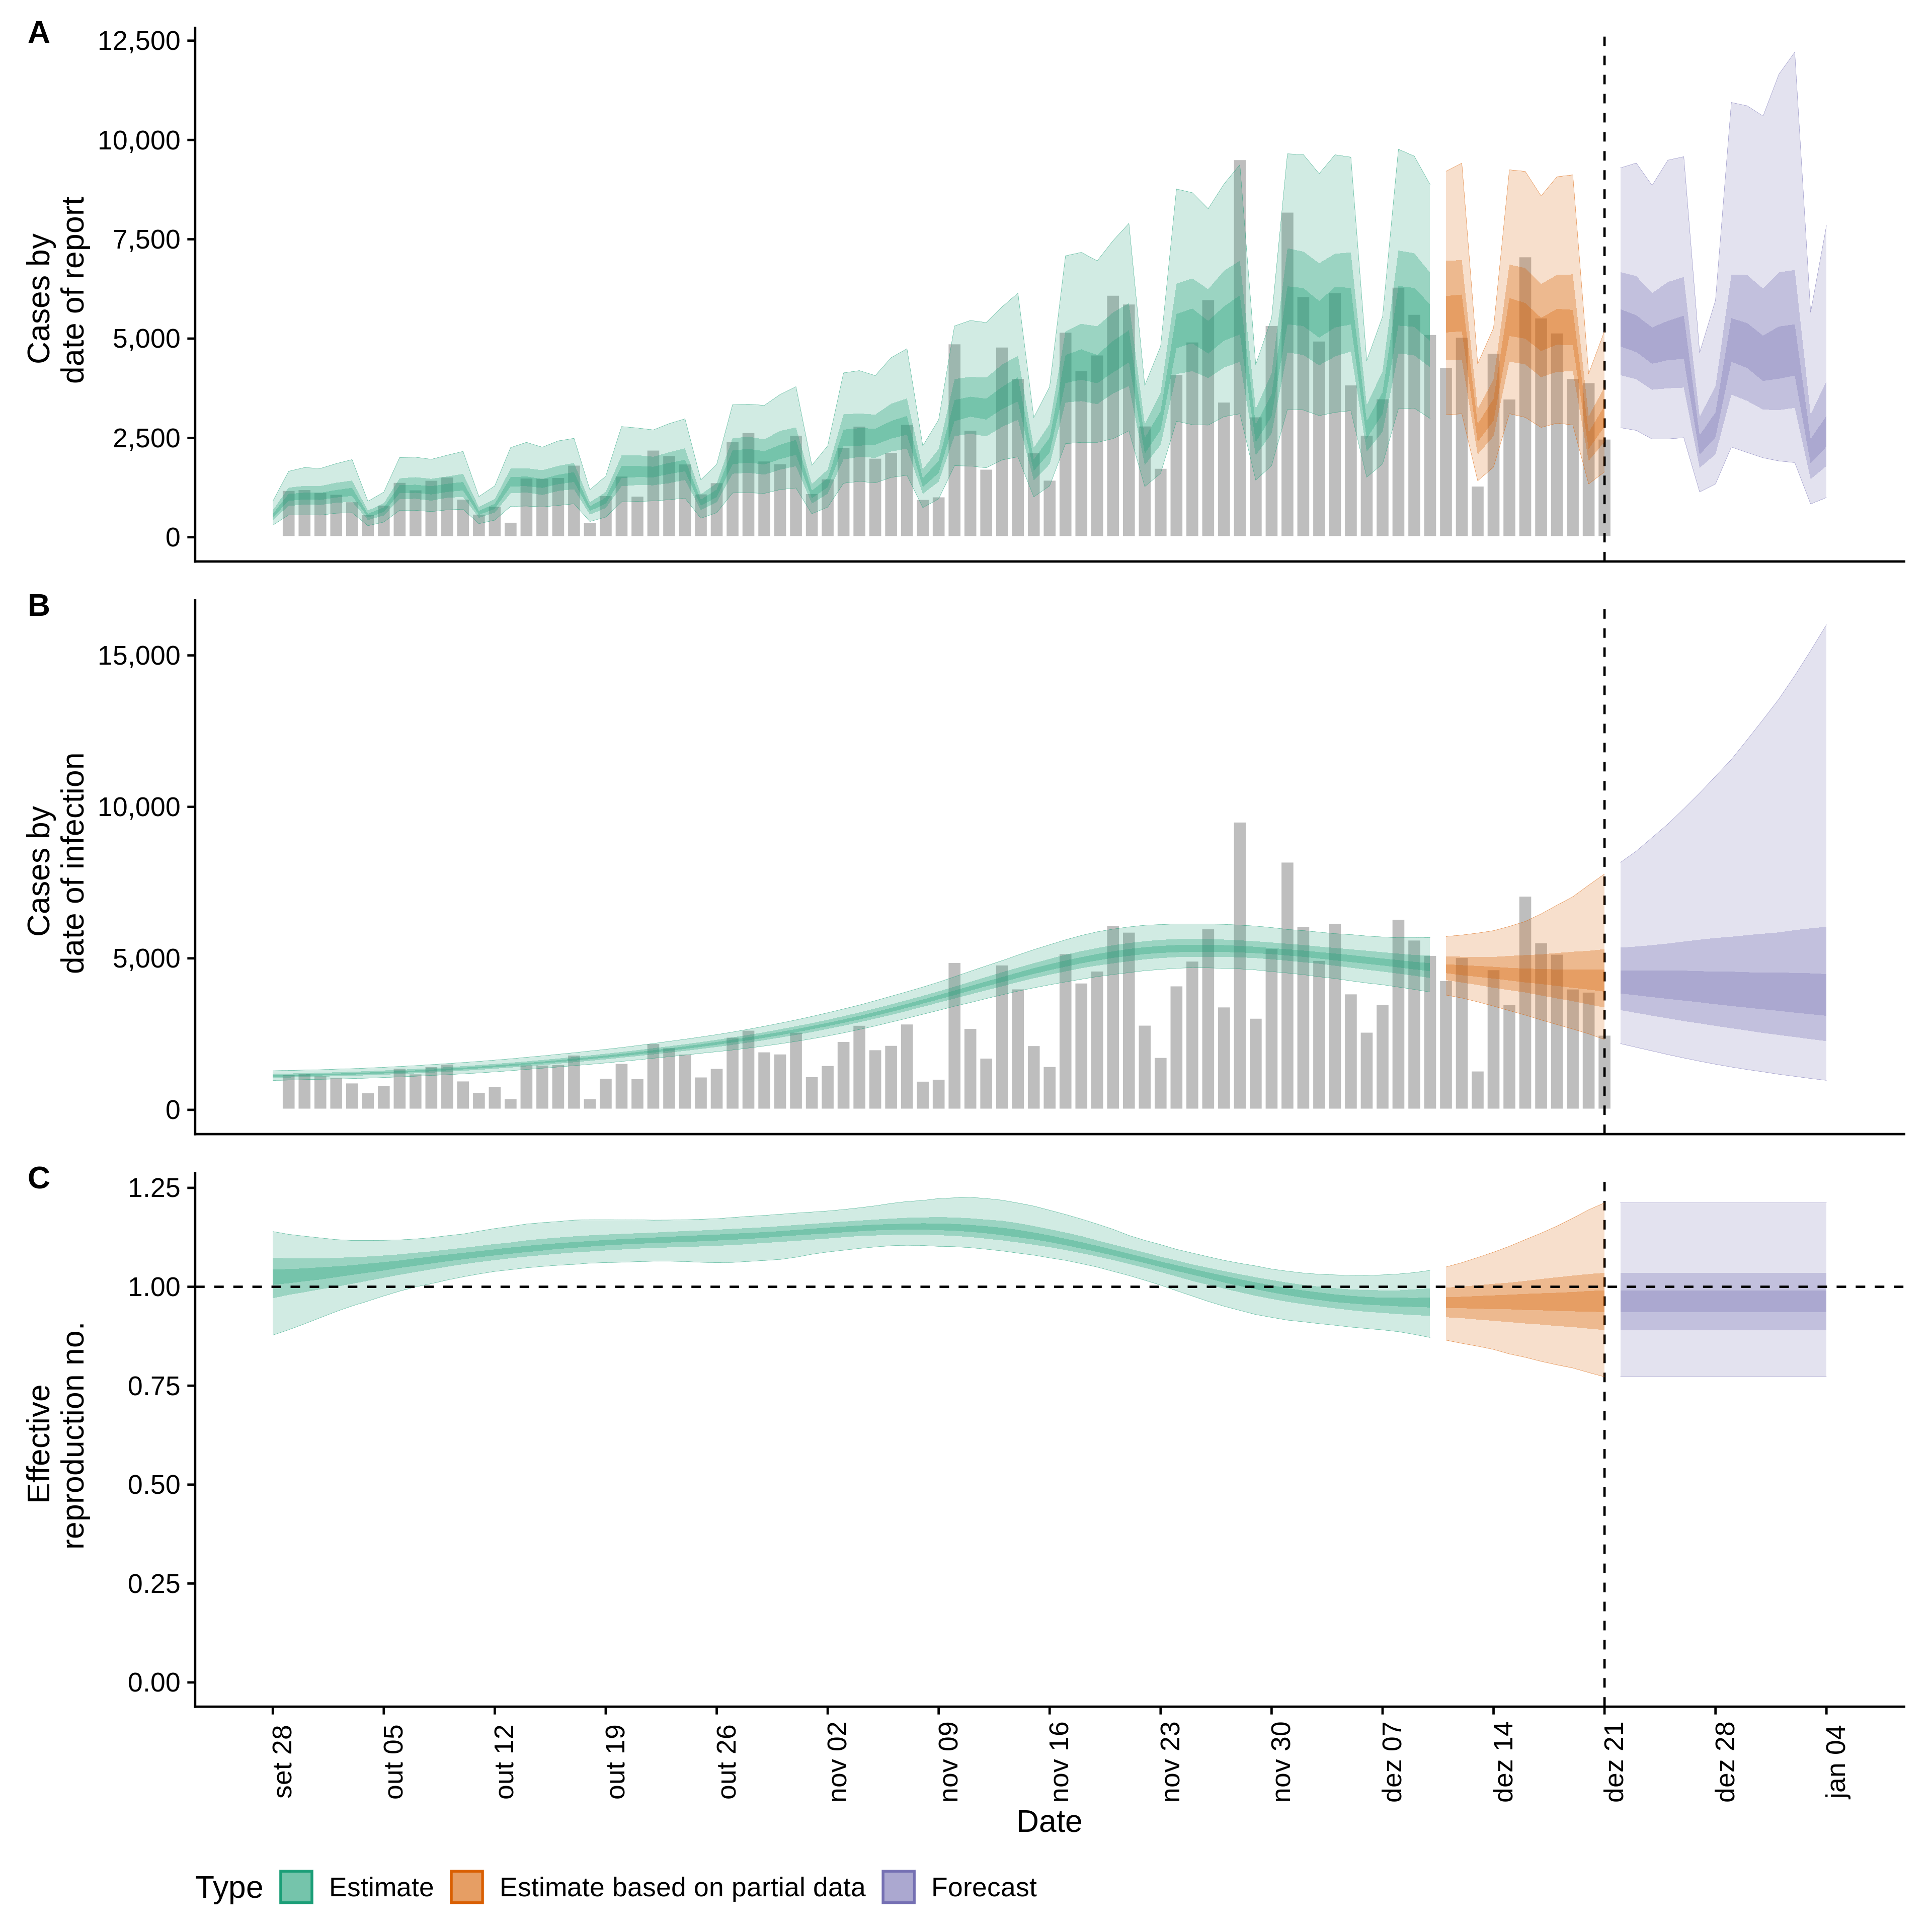 A
12,500
10,000
7,500
5,000
2,500
0
Cases by
date of report
B
15,000
10,000
5,000
0
Cases by
date of infection
C
1.25
1.00
0.75
0.50
0.25
0.00
Effective
reproduction no.
set 28
out 05
out 12
out 19
out 26
nov 02
nov 09
nov 16
nov 23
nov 30
dez 07
dez 14
dez 21
dez 28
jan 04
Date
Type Estimate Estimate based on partial data Forecast